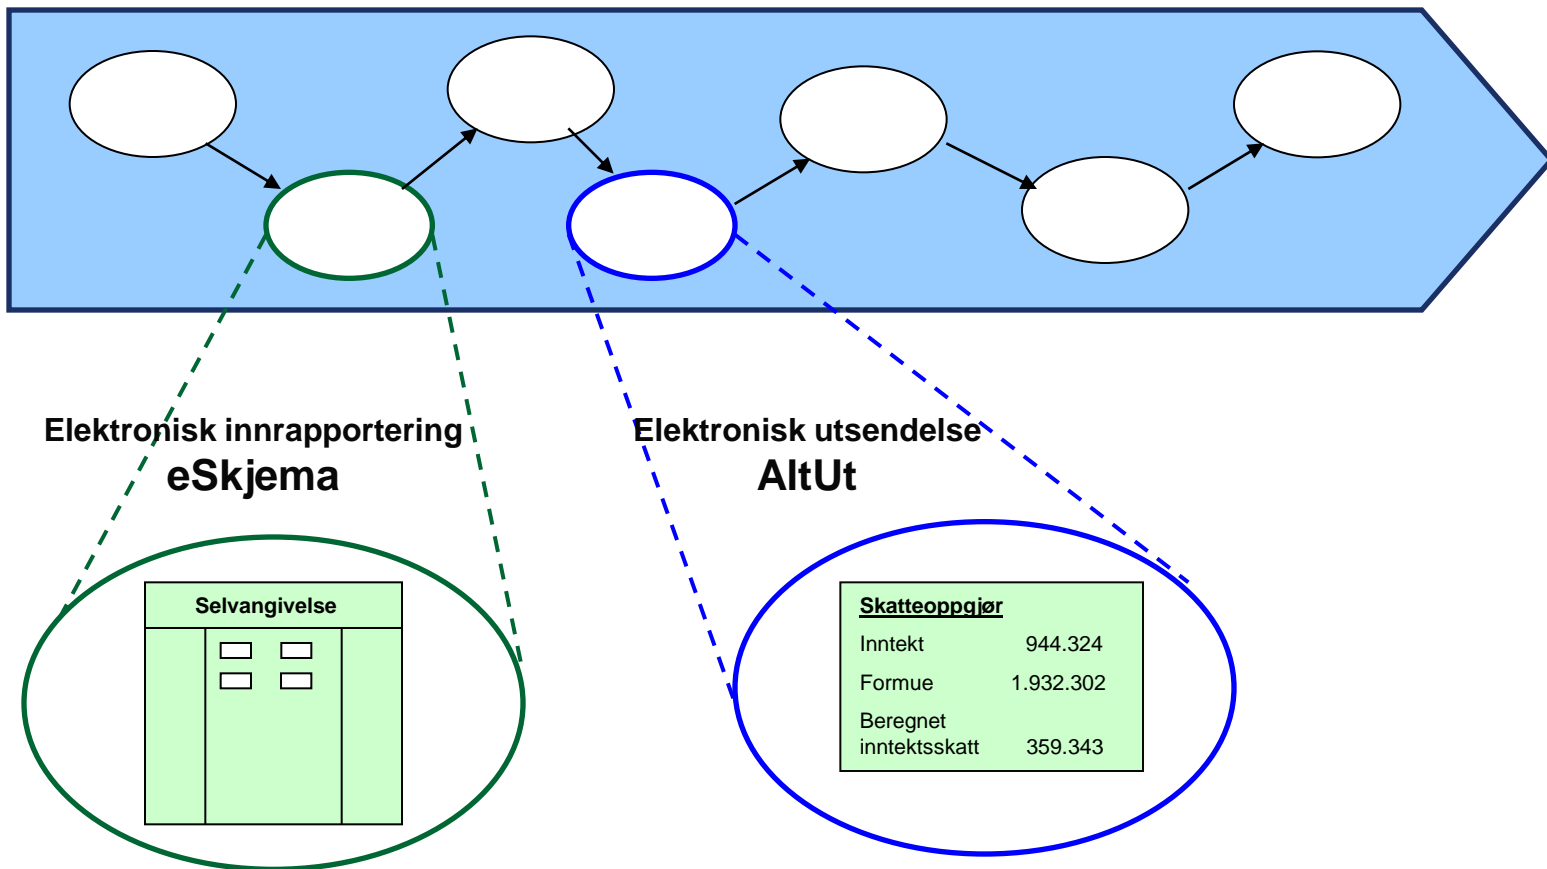 Elektronisk innrapportering
eSkjema
Elektronisk utsendelse
AltUt
Selvangivelse
Skatteoppgjør
Inntekt 944.324
Formue 1.932.302
Beregnet
inntektsskatt 359.343